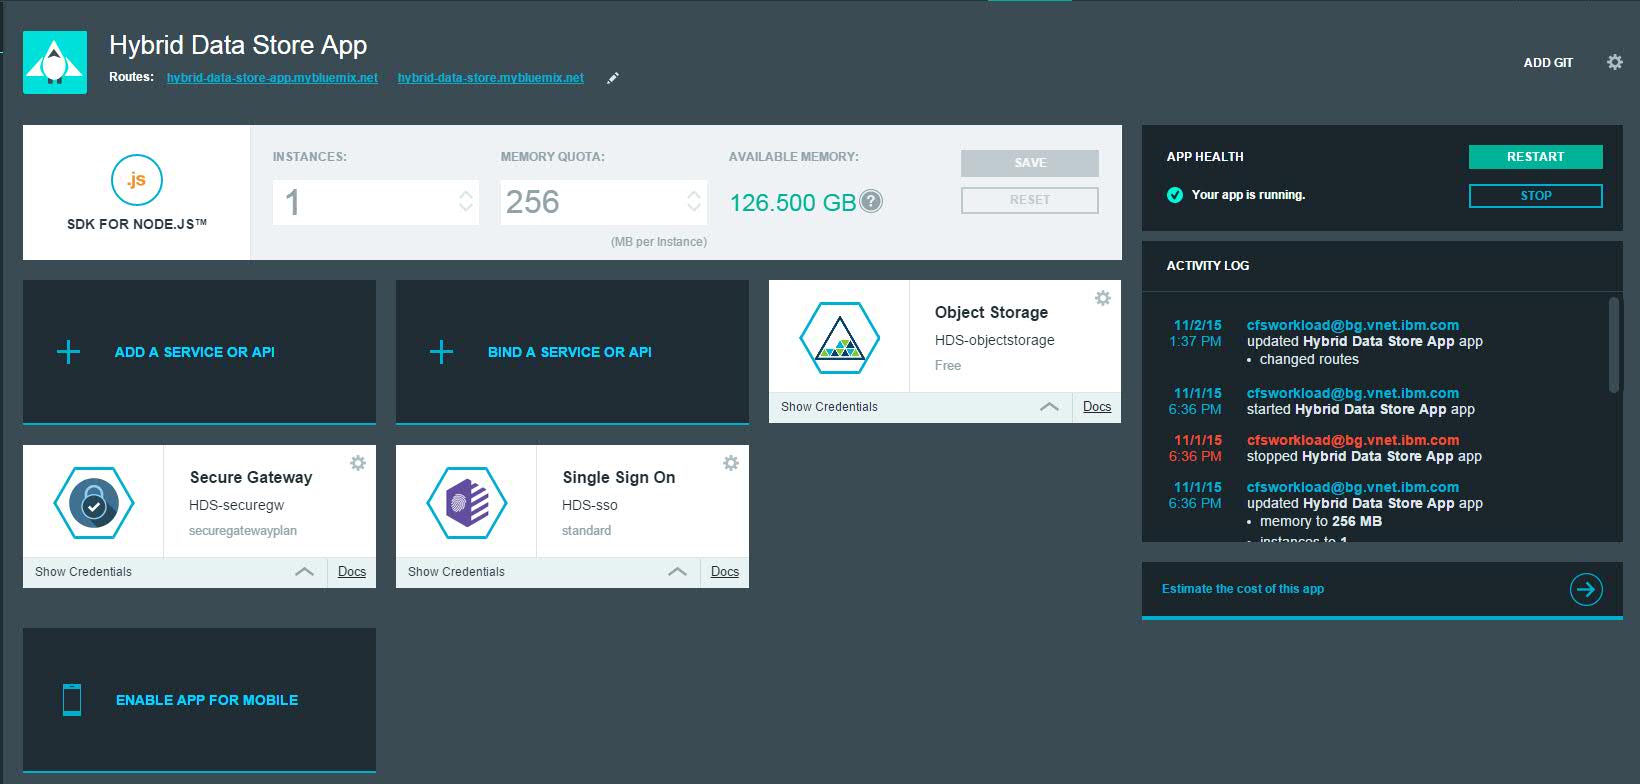 Hybrid Data Store App
Routes: hybrid-data-store-app.mybluemix.net hybrid-data-store.mybluemix.net
ADD GIT
.js
SDK FOR NODE.JS™
INSTANCES:
1
MEMORY QUOTA:
256
(MB per Instance)
AVAILABLE MEMORY:
126.500 GB ?
SAVE
RESET
APP HEALTH
RESTART
Your app is running.
STOP
ADD A SERVICE OR API
BIND A SERVICE OR API
Object Storage
HDS-objectstorage
Free
Show Credentials
Docs
Secure Gateway
HDS-securegw
securegatewayplan
Show Credentials
Docs
Single Sign On
HDS-sso
standard
Show Credentials
Docs
ENABLE APP FOR MOBILE
ACTIVITY LOG
11/2/15 cfsworkload@bg.vnet.ibm.com
1:37 PM updated Hybrid Data Store App app
• changed routes
11/1/15 cfsworkload@bg.vnet.ibm.com
6:36 PM started Hybrid Data Store App app
11/1/15 cfsworkload@bg.vnet.ibm.com
6:36 PM stopped Hybrid Data Store App app
11/1/15 cfsworkload@bg.vnet.ibm.com
6:36 PM updated Hybrid Data Store App app
• memory to 256 MB
• instances to 1
Estimate the cost of this app